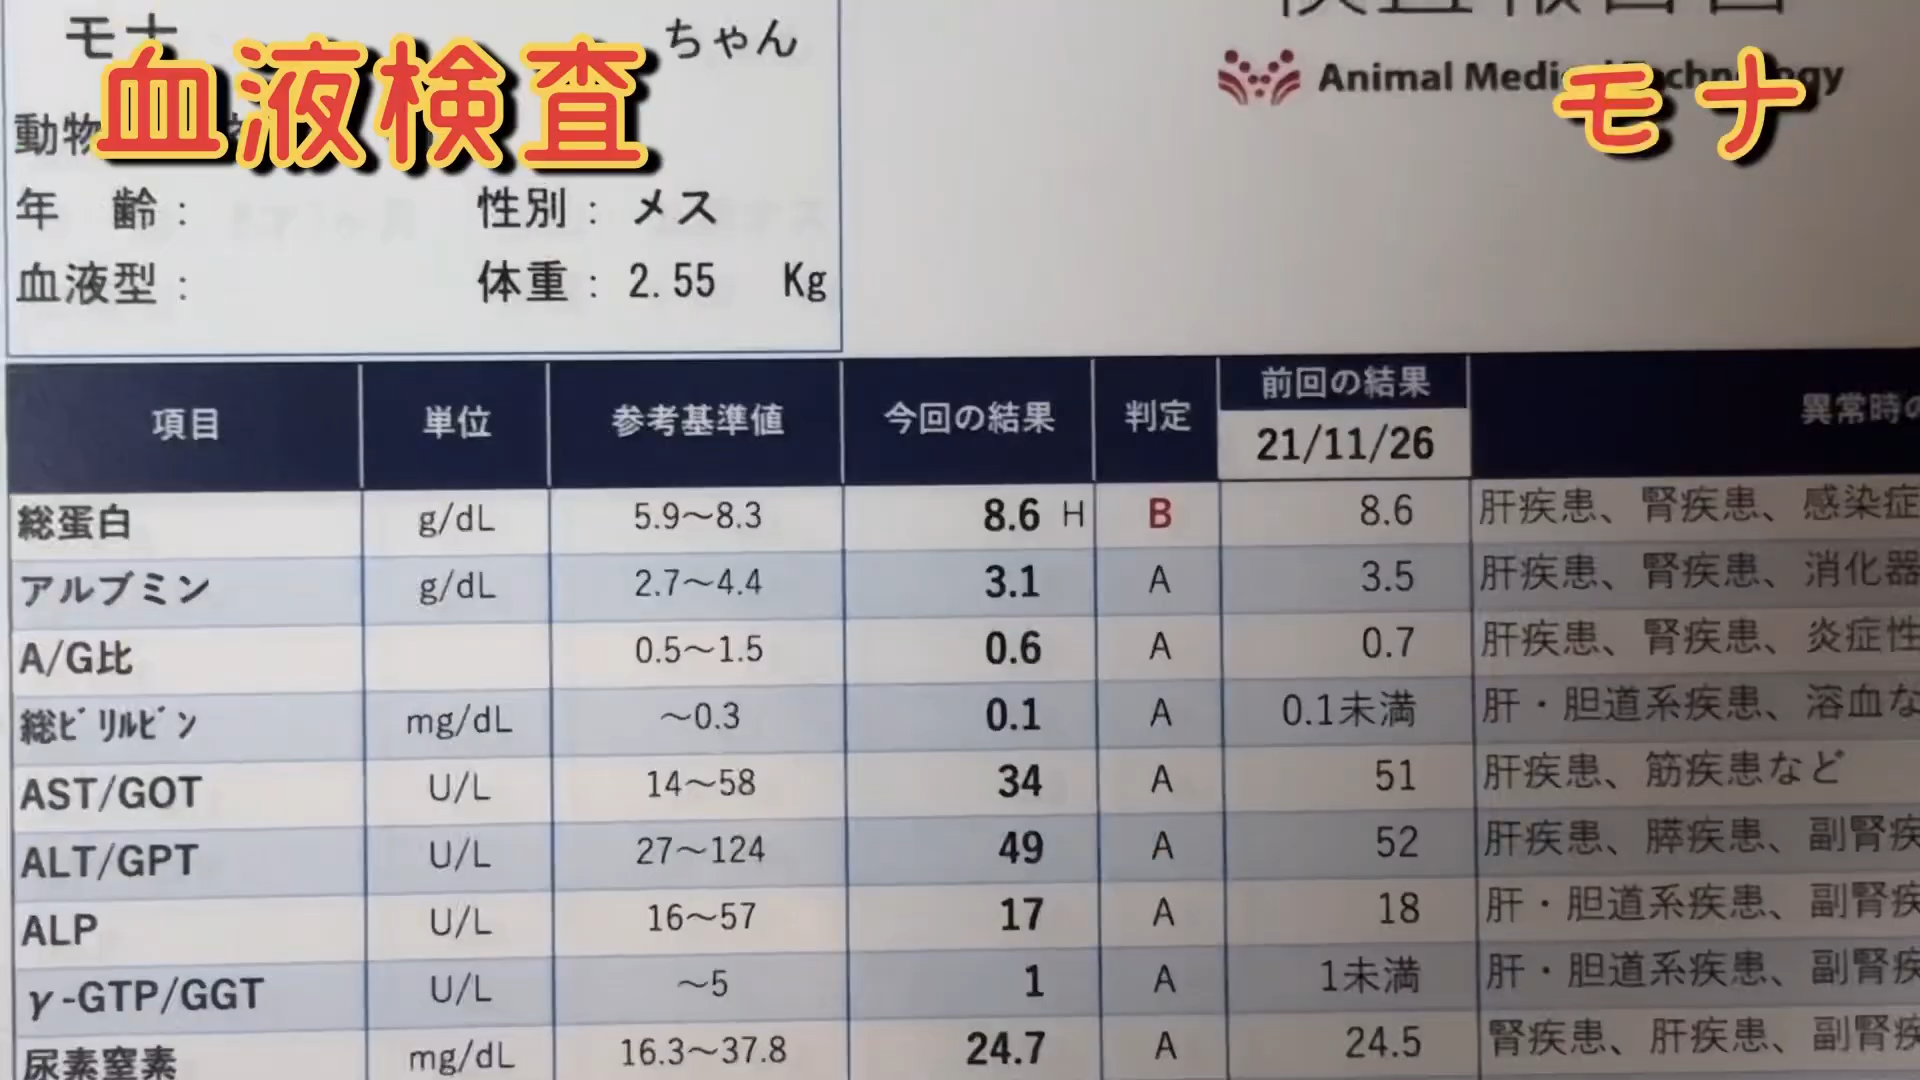 モナ ちゃん
血液検査
Animal Medi
モナ
動物
年 齢 : 性別 : メス
血液型 : 体重 : 2.55 Kg
項目 単位 参考基準値 今回の結果 判定 前回の結果 異常時の
21/11/26
総蛋白 g/dL 5.9~8.3 8.6 H B 8.6 肝疾患、腎疾患、感染症
アルブミン g/dL 2.7~4.4 3.1 A 3.5 肝疾患、腎疾患、消化器
A/G比 0.5~1.5 0.6 A 0.7 肝疾患、腎疾患、炎症性
総ビリルビン mg/dL ~0.3 0.1 A 0.1未満 肝・胆道系疾患、溶血な
AST/GOT U/L 14~58 34 A 51 肝疾患、筋疾患など
ALT/GPT U/L 27~124 49 A 52 肝疾患、膵疾患、副腎疾
ALP U/L 16~57 17 A 18 肝・胆道系疾患、副腎疾
γ-GTP/GGT U/L ~5 1 A 1未満 肝・胆道系疾患、副腎疾
尿素窒素 mg/dL 16.3~37.8 24.7 A 24.5 腎疾患、肝疾患、副腎疾